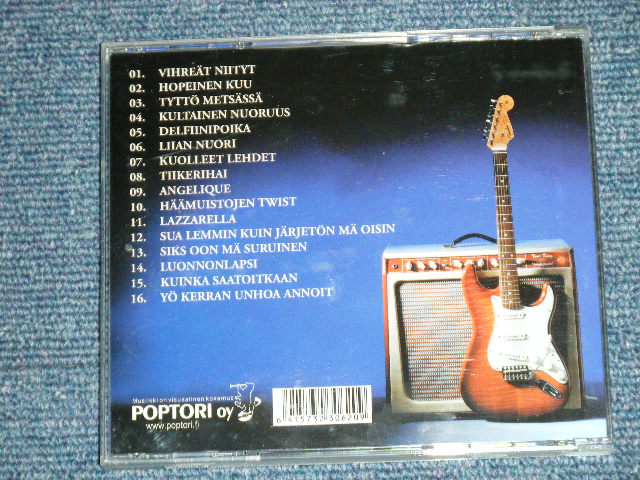 01. VIHREÄT NIITYT
02. HOPEINEN KUU
03. TYTTÖ METSÄSSÄ
04. KULTAINEN NUORUUS
05. DELFIINIPOIKA
06. LIIAN NUORI
07. KUOLLEET LEHDET
08. TIIKERIHAI
09. ANGELIQUE
10. HÄÄMUISTOJEN TWIST
11. LAZZARELLA
12. SUA LEMMIN KUIN JÄRJETÖN MÄ OISIN
13. SIKS OON MÄ SURUINEN
14. LUONNONLAPSI
15. KUINKA SAATOITKAAN
16. YÖ KERRAN UNHOA ANNOIT
Musiikki on visuaalinen kokemus
POPTORI oy
www.poptori.fi
6 415732 306209